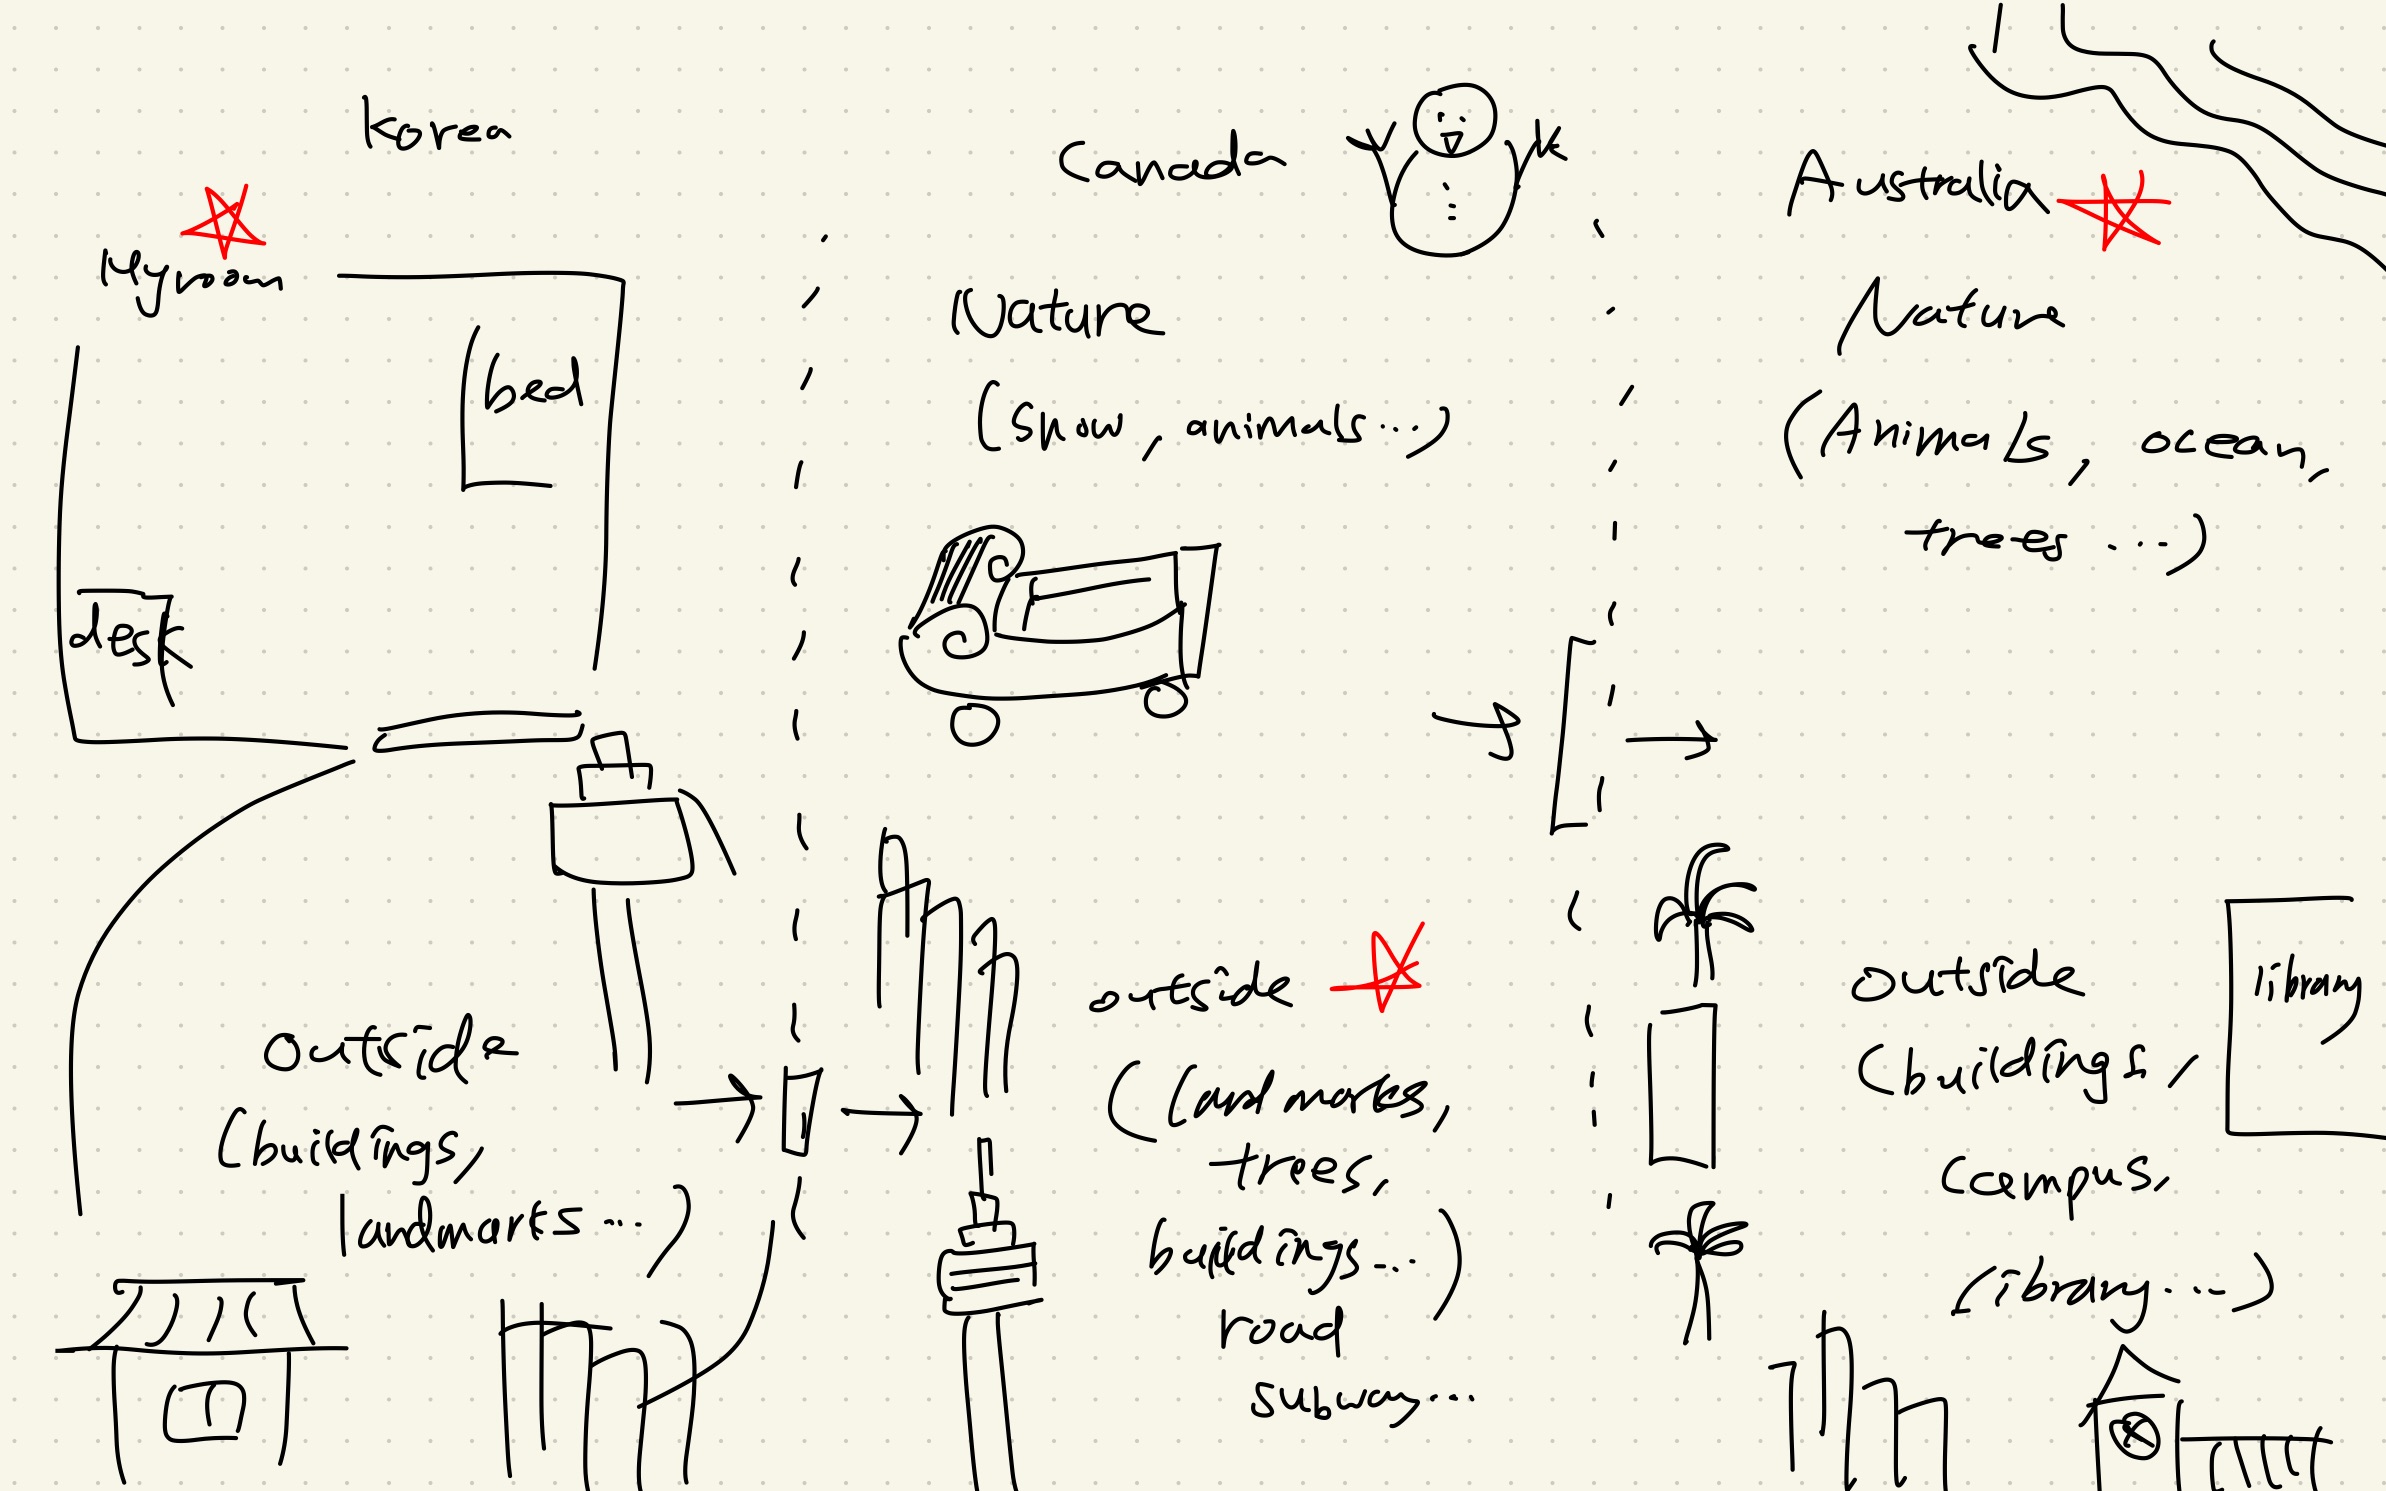 Korea
My room
bed
desk
outside
(buildings,
landmarks...)
Canada
Nature
(snow, animals...)
outside
(landmarks,
trees,
buildings...)
road
subway...
Australia
Nature
(Animals, ocean,
trees...)
outside
(buildings,
campus,
library...)
library